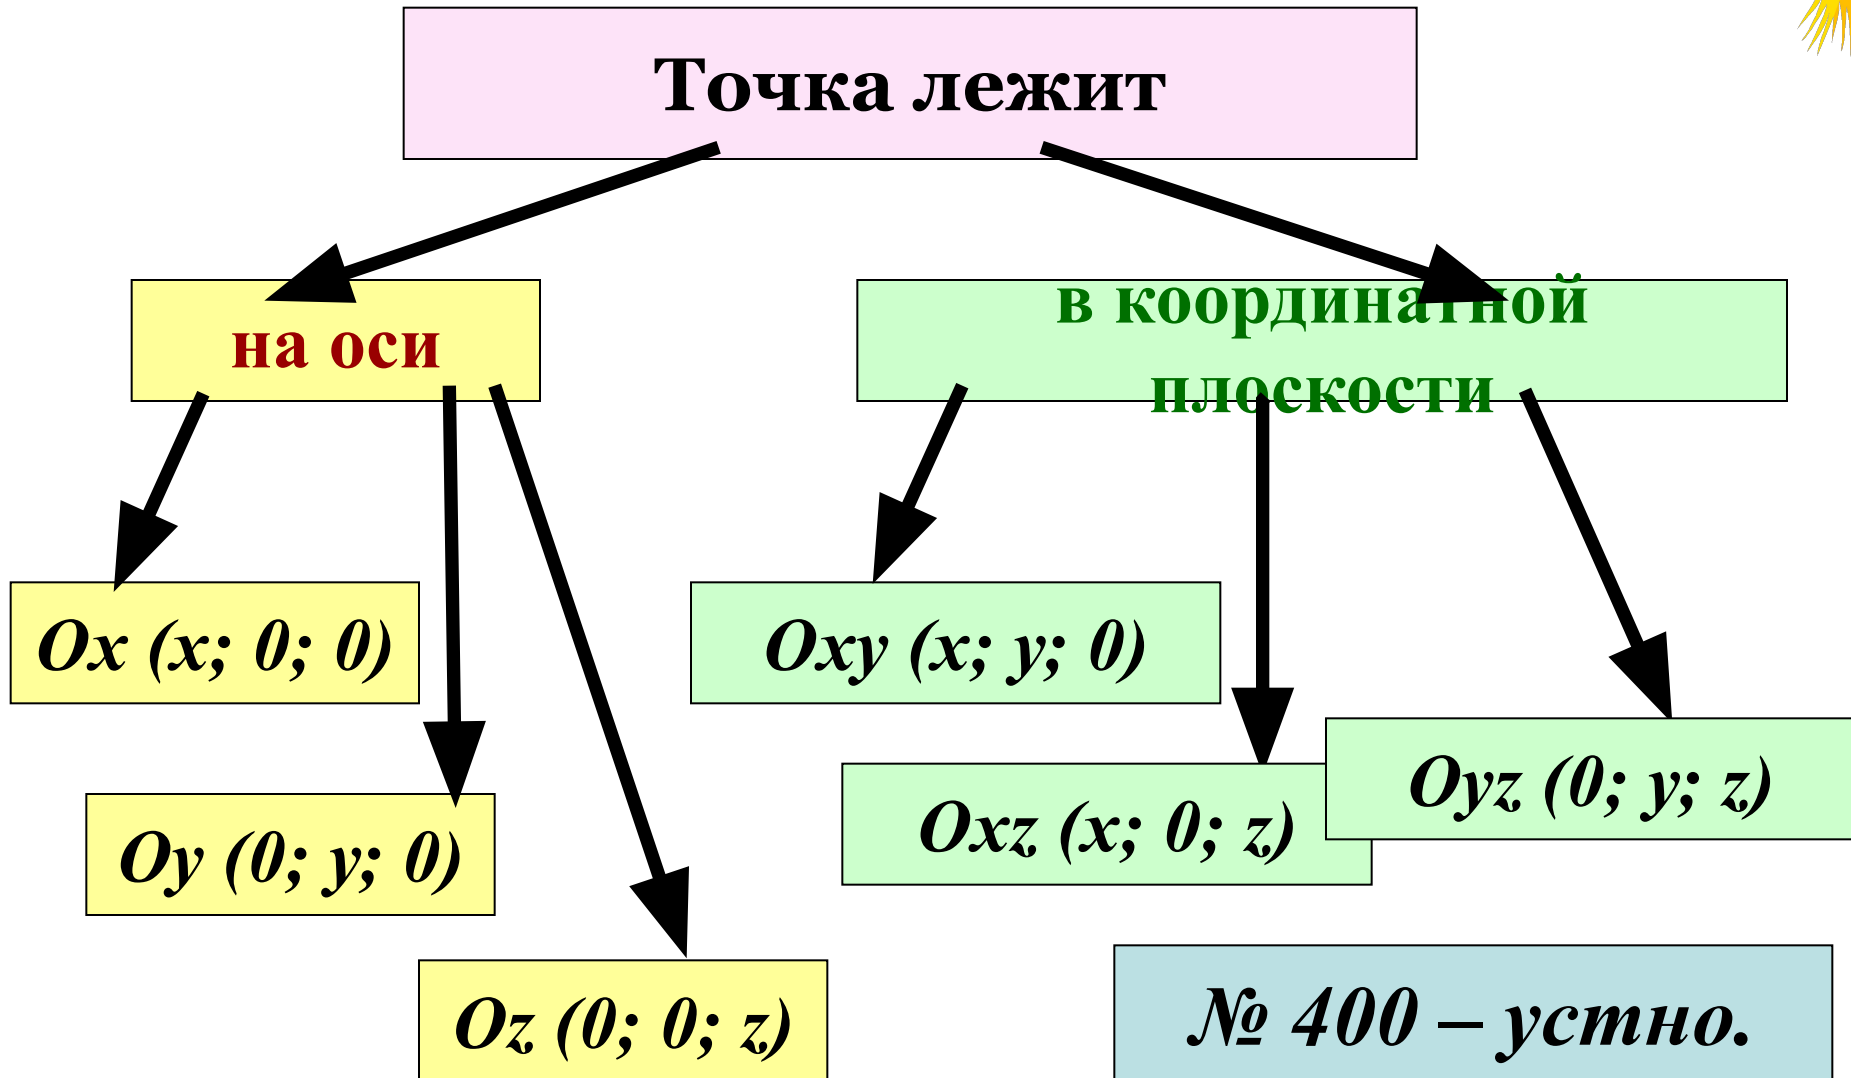 Точка лежит
на оси
в координатной
плоскости
Ox (x; 0; 0)
Oxy (x; y; 0)
Oyz (0; y; z)
Oxz (x; 0; z)
Oy (0; y; 0)
Oz (0; 0; z)
№ 400 – устно.